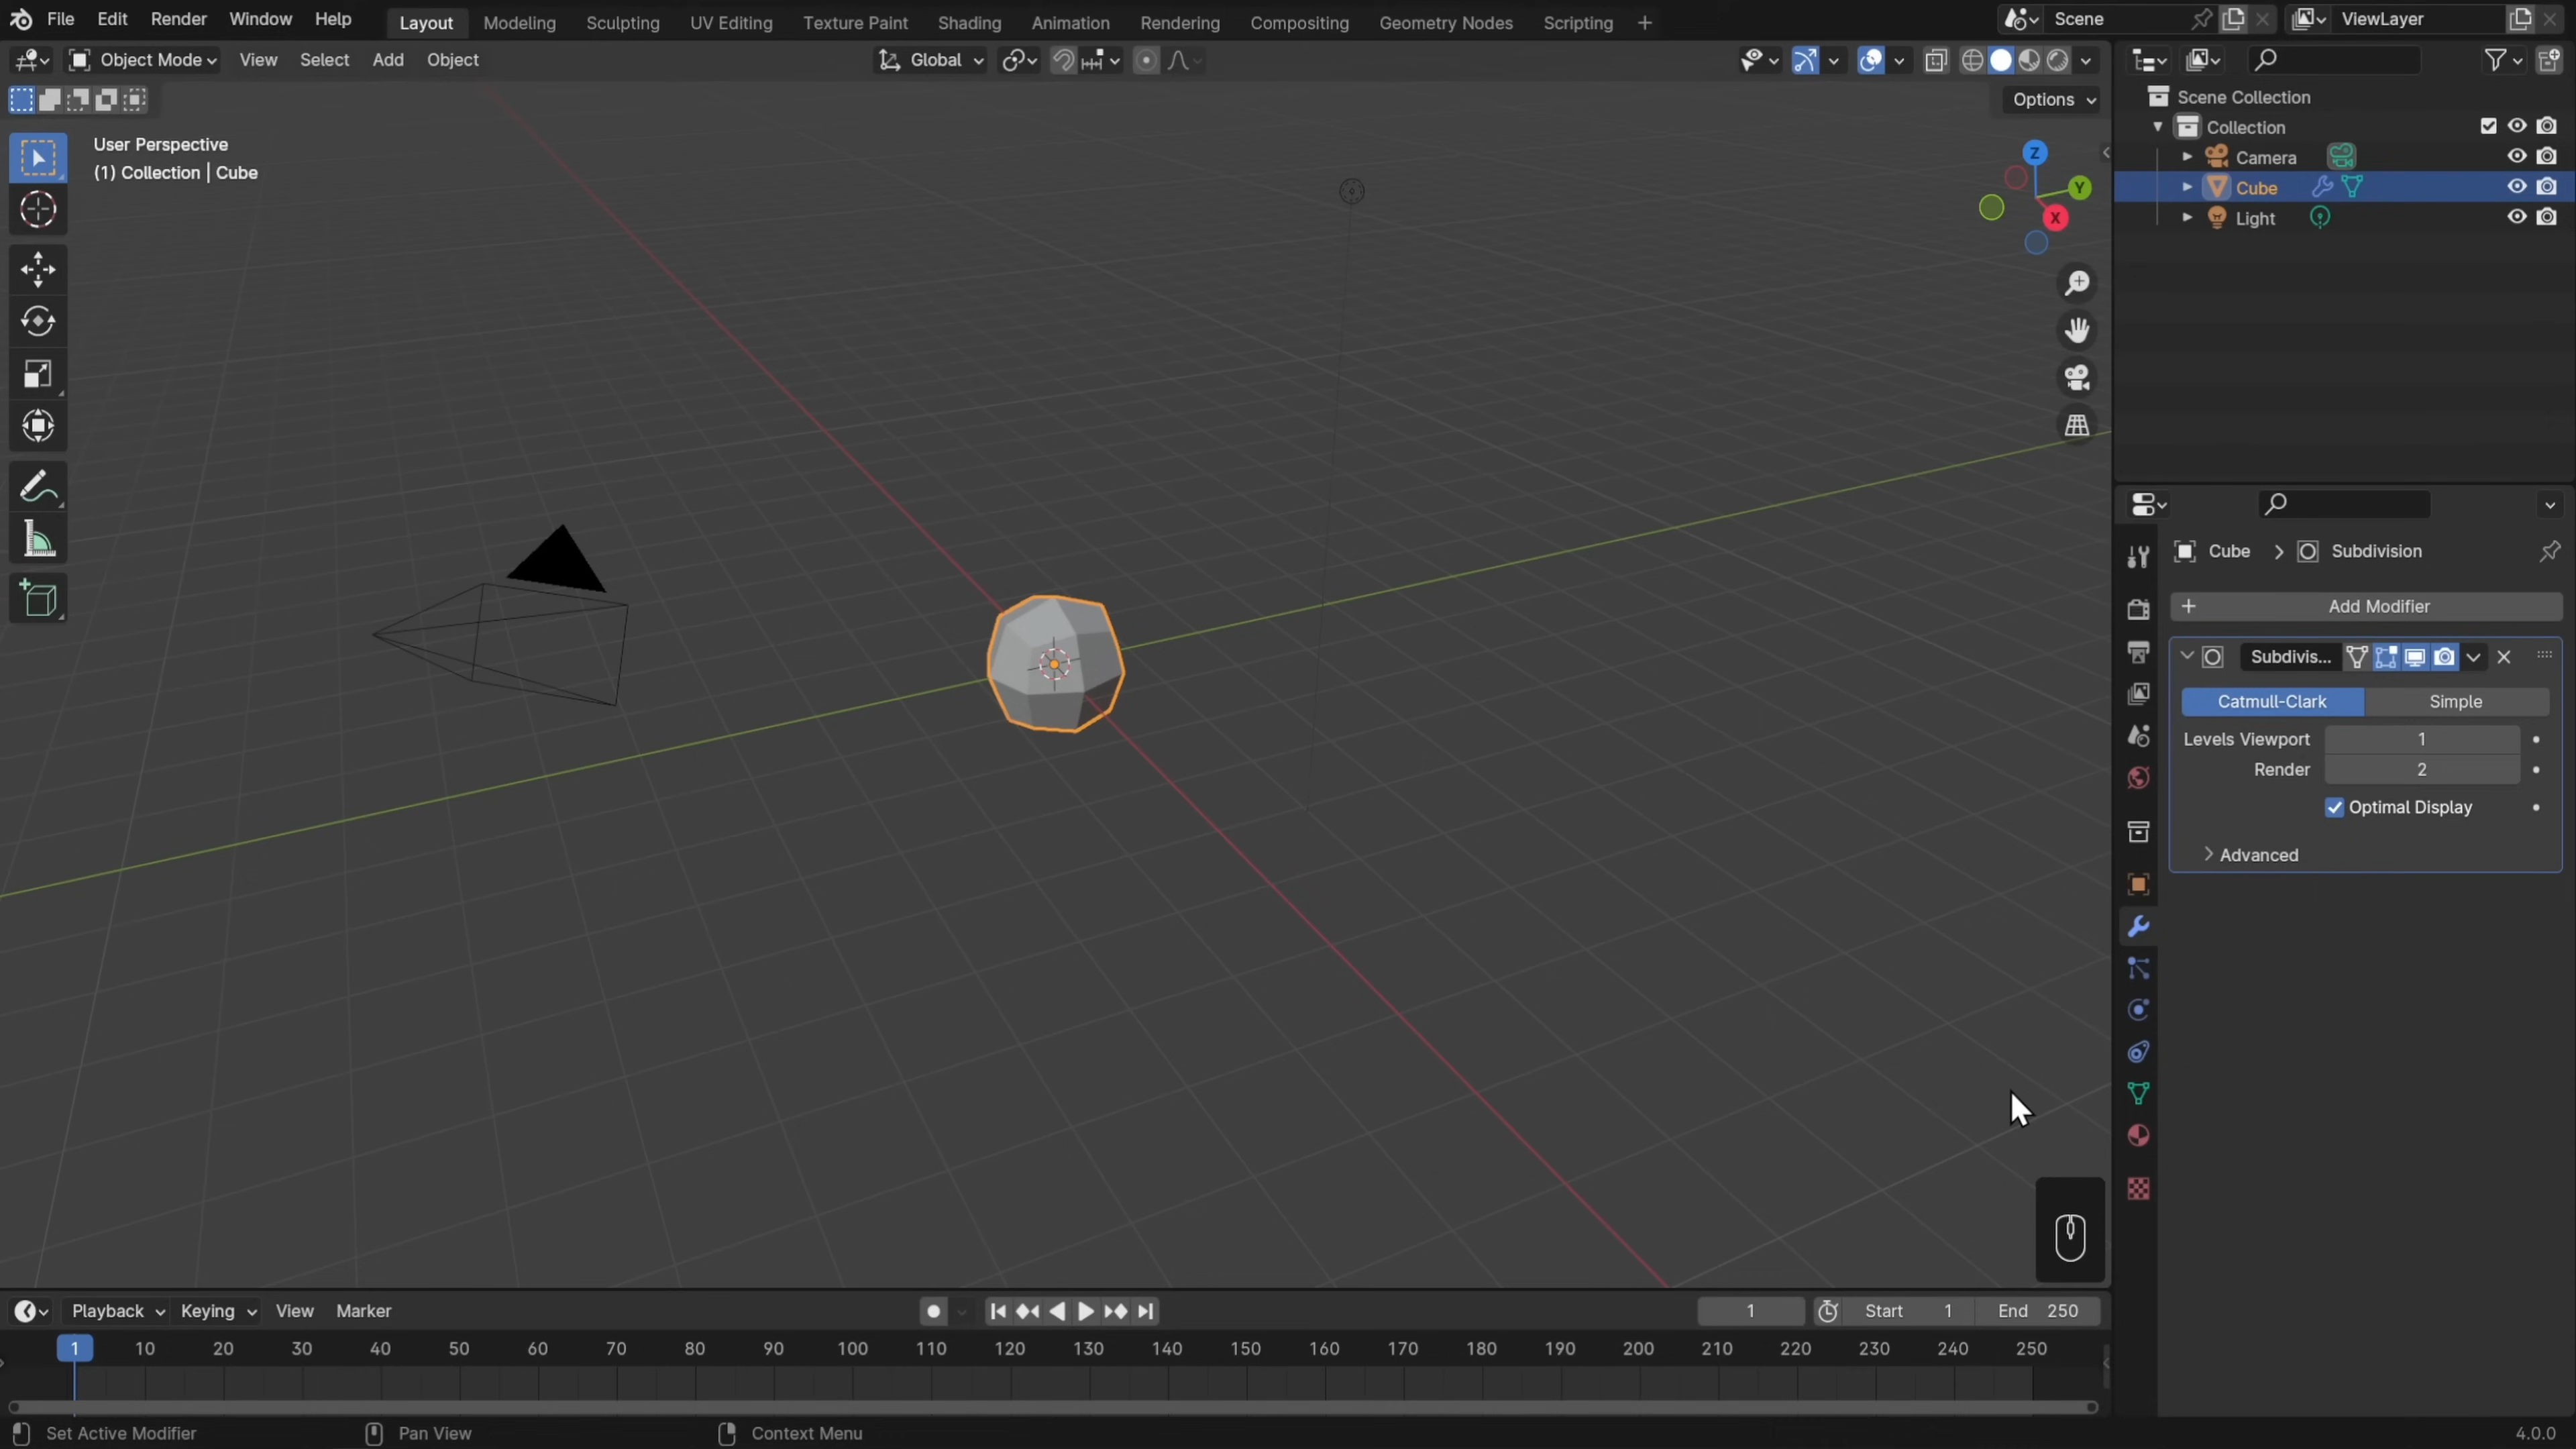 File Edit Render Window Help Layout Modeling Sculpting UV Editing Texture Paint Shading Animation Rendering Compositing Geometry Nodes Scripting + Scene ViewLayer
Object Mode View Select Add Object Global
Options
User Perspective
(1) Collection | Cube
Z
Y
X
Scene Collection
Collection
Camera
Cube
Light
Cube > Subdivision
+ Add Modifier
Subdivis...
Catmull-Clark Simple
Levels Viewport 1
Render 2
Optimal Display
Advanced
Playback Keying View Marker 1 Start 1 End 250
1 10 20 30 40 50 60 70 80 90 100 110 120 130 140 150 160 170 180 190 200 210 220 230 240 250
Set Active Modifier Pan View Context Menu 4.0.0